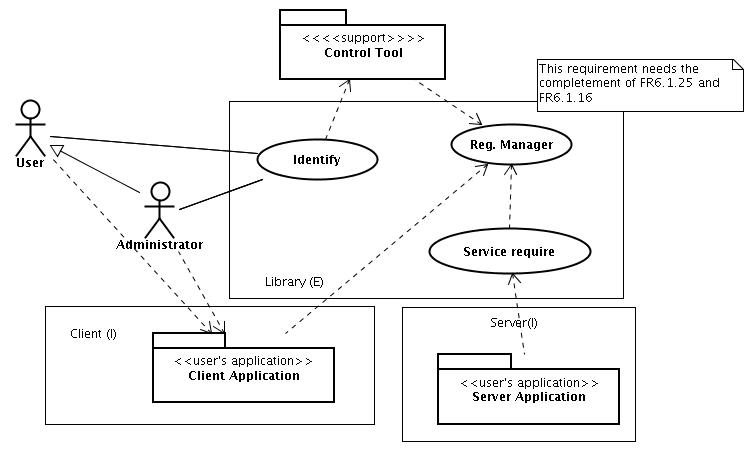 <<<<support>>>>
Control Tool
This requirement needs the
completement of FR6.1.25 and
FR6.1.16
User
Identify
Reg. Manager
Administrator
Service require
Library (E)
Client (I)
Server(I)
<<user's application>>
Client Application
<<user's application>>
Server Application